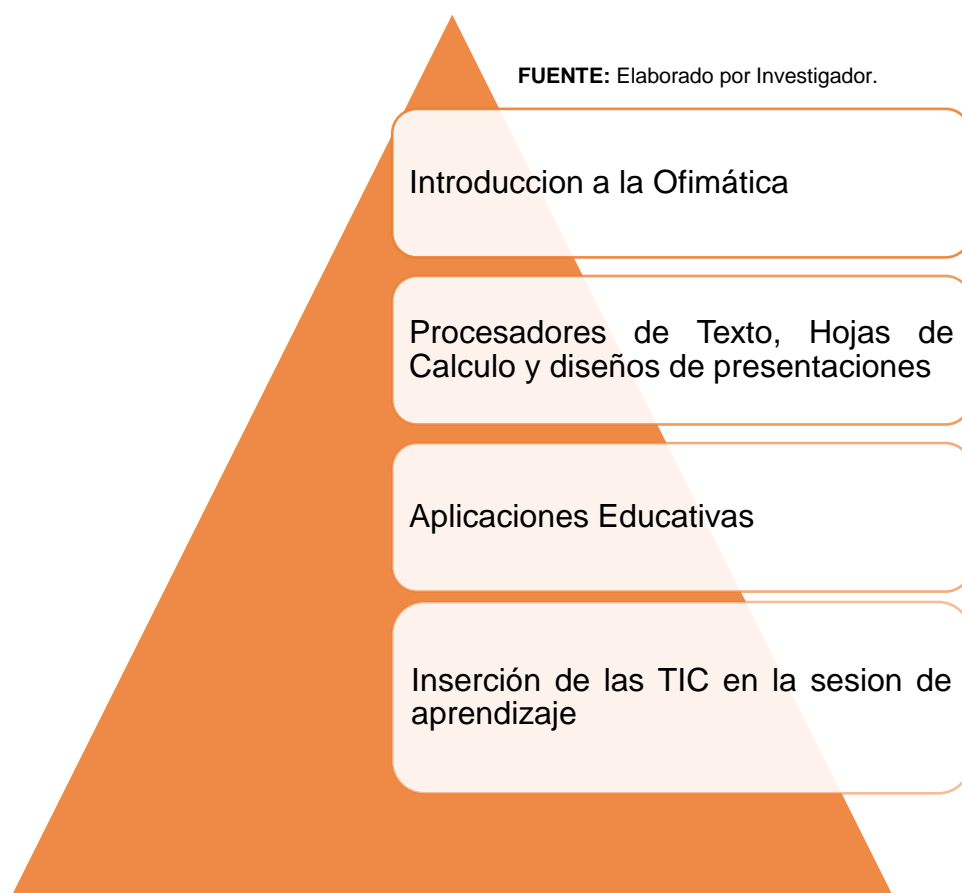 FUENTE: Elaborado por Investigador.
Introduccion a la Ofimática
Procesadores de Texto, Hojas de
Calculo y diseños de presentaciones
Aplicaciones Educativas
Inserción de las TIC en la sesion de
aprendizaje